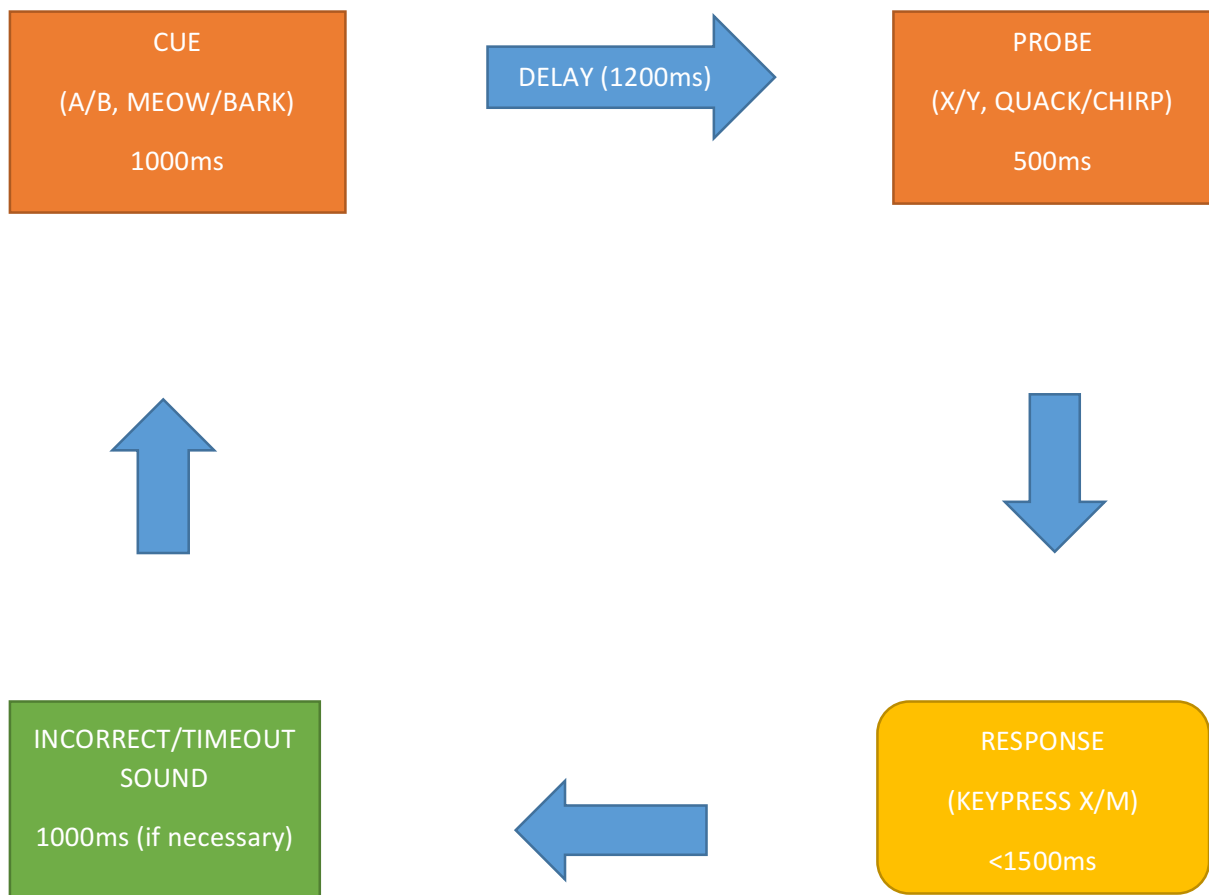 CUE
(A/B, MEOW/BARK)
1000ms
DELAY (1200ms)
PROBE
(X/Y, QUACK/CHIRP)
500ms
RESPONSE
(KEYPRESS X/M)
<1500ms
INCORRECT/TIMEOUT
SOUND
1000ms (if necessary)